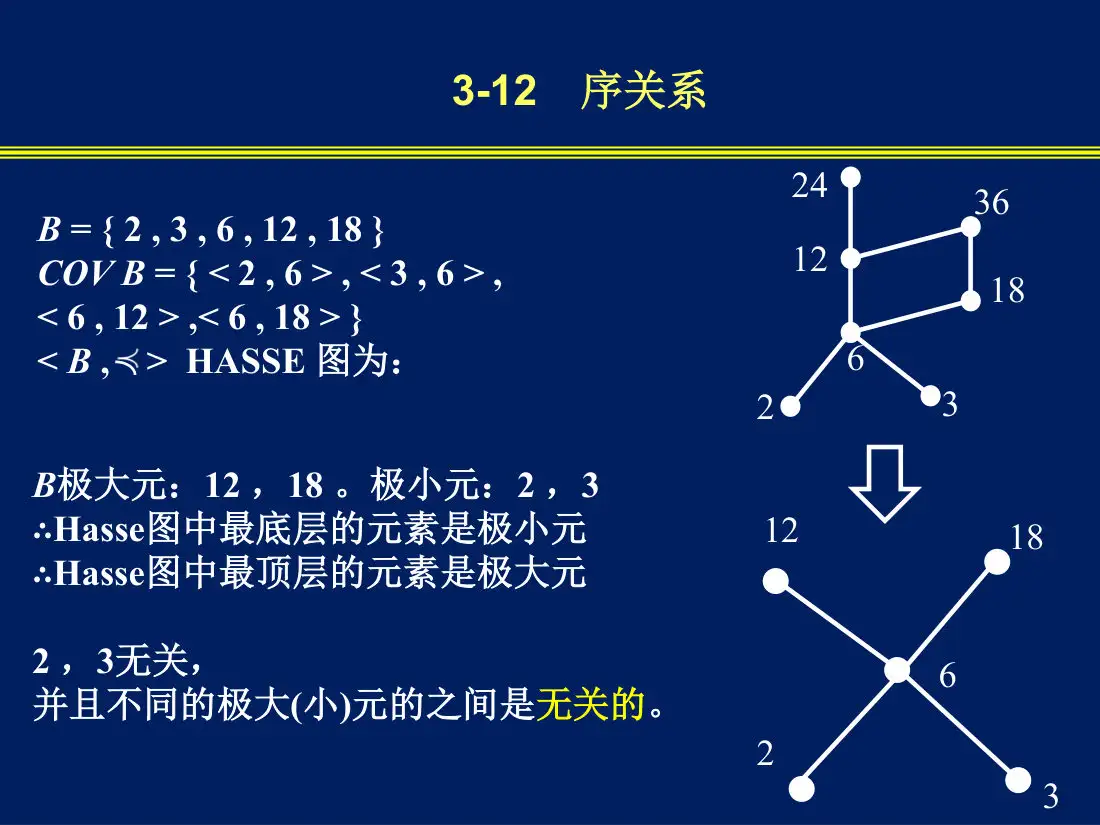 3-12 序关系
B = { 2 , 3 , 6 , 12 , 18 }
COV B = { < 2 , 6 > , < 3 , 6 > ,
< 6 , 12 > ,< 6 , 18 > }
< B ,≼ > HASSE 图为：
B极大元：12 ，18 。极小元：2 ，3
∴Hasse图中最底层的元素是极小元
∴Hasse图中最顶层的元素是极大元
2 ，3无关，
并且不同的极大(小)元的之间是无关的。
24
36
12
18
6
2
3
12
18
6
2
3